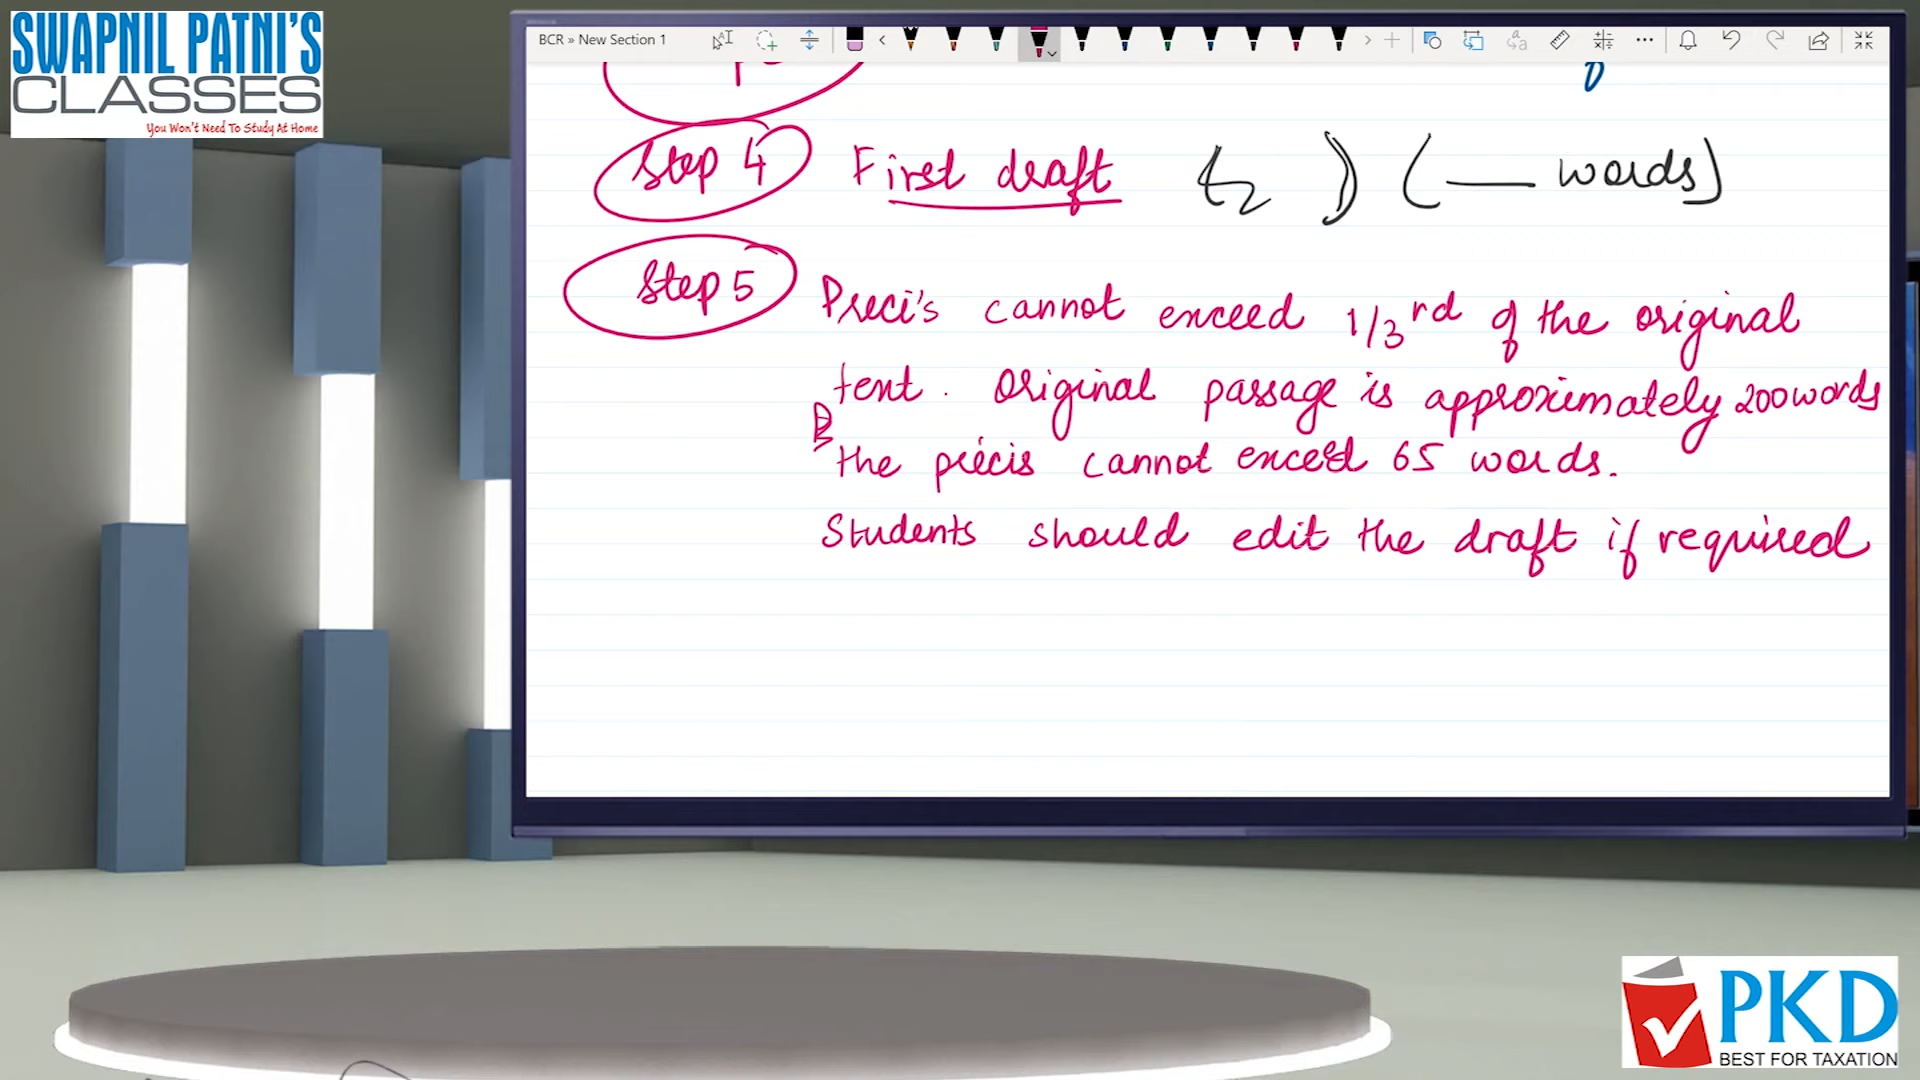 SWAPNIL PATNI'S
CLASSES
You Won't Need To Study At Home
BCR » New Section 1
Step 4 First draft ( words)
Step 5
Preci's cannot exceed 1/3rd of the original
text. Original passage is approximately 200 words
the précis cannot exceed 65 words.
Students should edit the draft if required
PKD
BEST FOR TAXATION